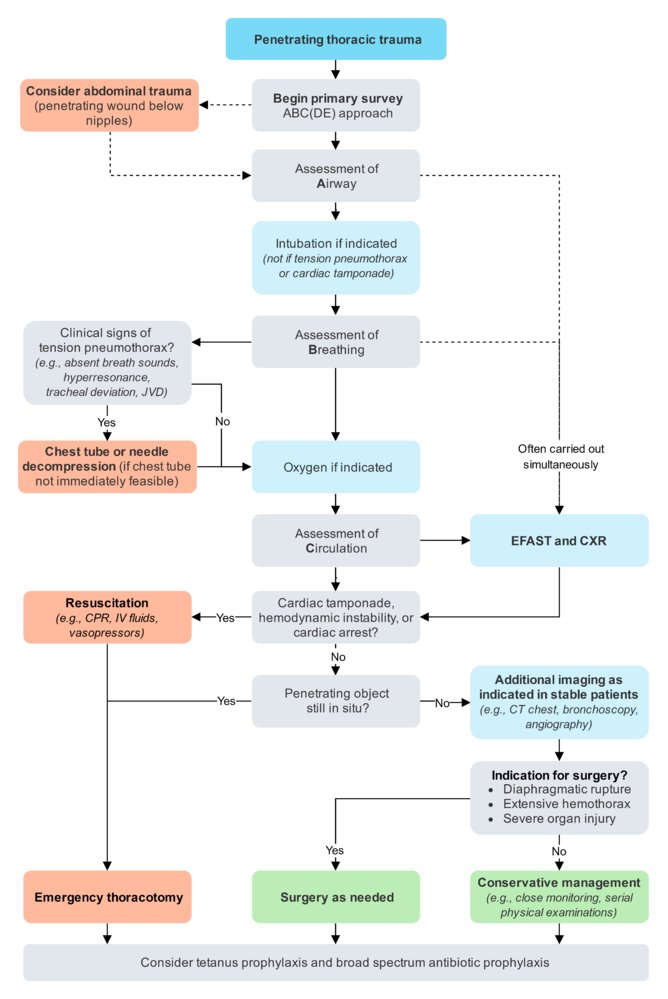 Penetrating thoracic trauma
Consider abdominal trauma
(penetrating wound below
nipples)
Begin primary survey
ABC(DE) approach
Assessment of
Airway
Intubation if indicated
(not if tension pneumothorax
or cardiac tamponade)
Clinical signs of
tension pneumothorax?
(e.g., absent breath sounds,
hyperresonance,
tracheal deviation, JVD)
Assessment of
Breathing
Yes
No
Chest tube or needle
decompression (if chest tube
not immediately feasible)
Oxygen if indicated
Often carried out
simultaneously
Assessment of
Circulation
EFAST and CXR
Resuscitation
(e.g., CPR, IV fluids,
vasopressors)
Yes
Cardiac tamponade,
hemodynamic instability, or
cardiac arrest?
No
Yes
Penetrating object
still in situ?
No
Additional imaging as
indicated in stable patients
(e.g., CT chest, bronchoscopy,
angiography)
Indication for surgery?
• Diaphragmatic rupture
• Extensive hemothorax
• Severe organ injury
Yes
No
Emergency thoracotomy
Surgery as needed
Conservative management
(e.g., close monitoring, serial
physical examinations)
Consider tetanus prophylaxis and broad spectrum antibiotic prophylaxis